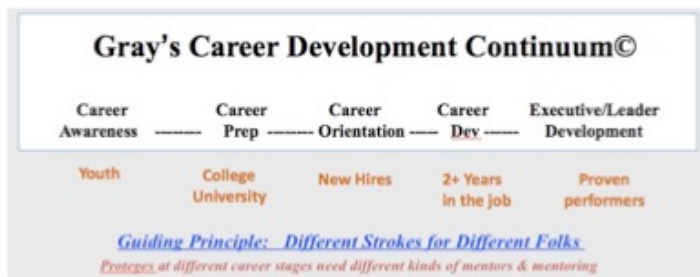 Gray's Career Development Continuum©
Career Career Career Career Executive/Leader
Awareness -------- Prep -------- Orientation ----- Dev ------ Development
Youth College New Hires 2+ Years Proven
University in the job performers
Guiding Principle: Different Strokes for Different Folks
Proteges at different career stages need different kinds of mentors & mentoring